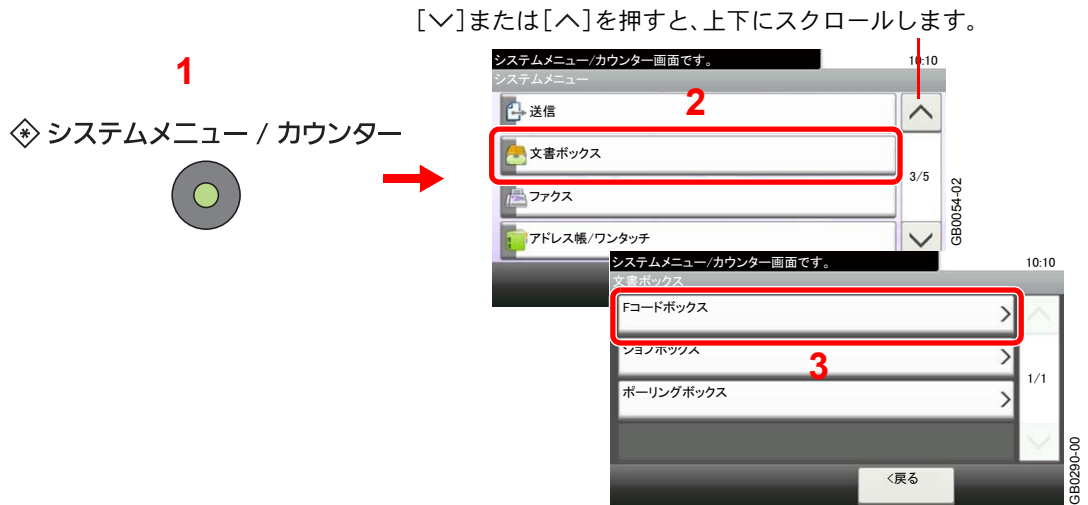 [∨]または[∧]を押すと、上下にスクロールします。
1
システムメニュー / カウンター
システムメニュー/カウンター画面です。
10:10
システムメニュー
2
送信
文書ボックス
3/5
ファクス
アドレス帳/ワンタッチ
GB0054-02
システムメニュー/カウンター画面です。
10:10
文書ボックス
Fコードボックス
ジョブボックス
3
1/1
ポーリングボックス
<戻る
GB0290-00